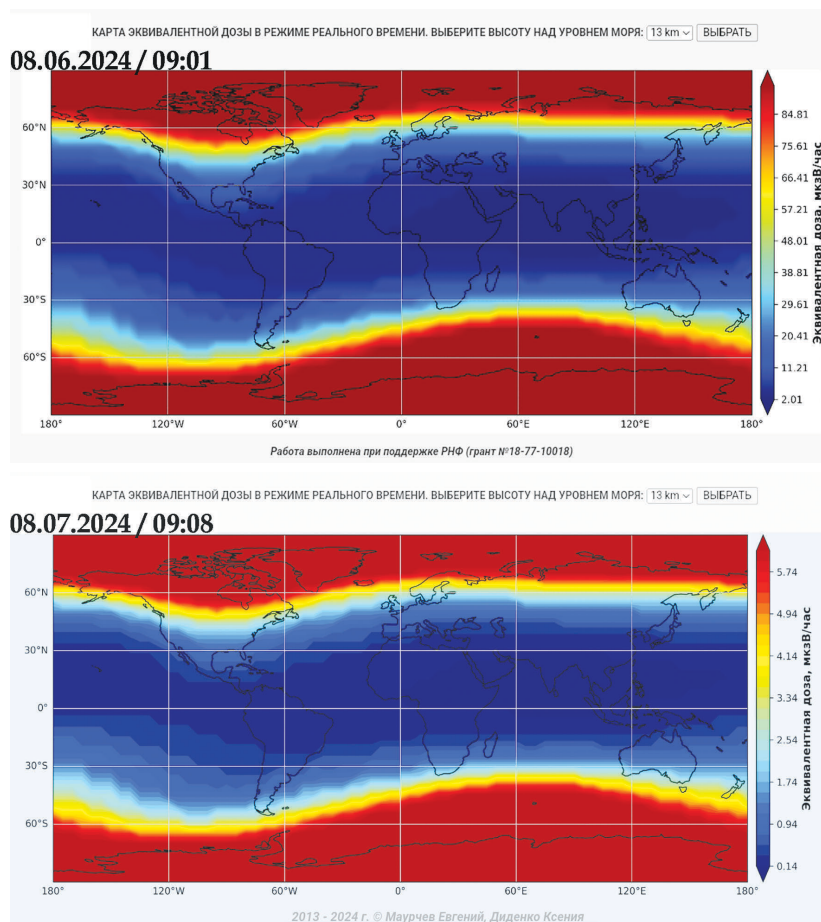 КАРТА ЭКВИВАЛЕНТНОЙ ДОЗЫ В РЕЖИМЕ РЕАЛЬНОГО ВРЕМЕНИ. ВЫБЕРИТЕ ВЫСОТУ НАД УРОВНЕМ МОРЯ: 13 km ВЫБРАТЬ
08.06.2024 / 09:01
60°N
30°N
0°
30°S
60°S
180°
120°W
60°W
0°
60°E
120°E
180°
84.81
75.61
66.41
57.21
48.01
38.81
29.61
20.41
11.21
2.01
Эквивалентная доза, мкзВ/час
Работа выполнена при поддержке РНФ (грант №18-77-10018)
КАРТА ЭКВИВАЛЕНТНОЙ ДОЗЫ В РЕЖИМЕ РЕАЛЬНОГО ВРЕМЕНИ. ВЫБЕРИТЕ ВЫСОТУ НАД УРОВНЕМ МОРЯ: 13 km ВЫБРАТЬ
08.07.2024 / 09:08
60°N
30°N
0°
30°S
60°S
180°
120°W
60°W
0°
60°E
120°E
180°
5.74
4.94
4.14
3.34
2.54
1.74
0.94
0.14
Эквивалентная доза, мкзВ/час
2013 - 2024 г. © Маурчев Евгений, Диденко Ксения